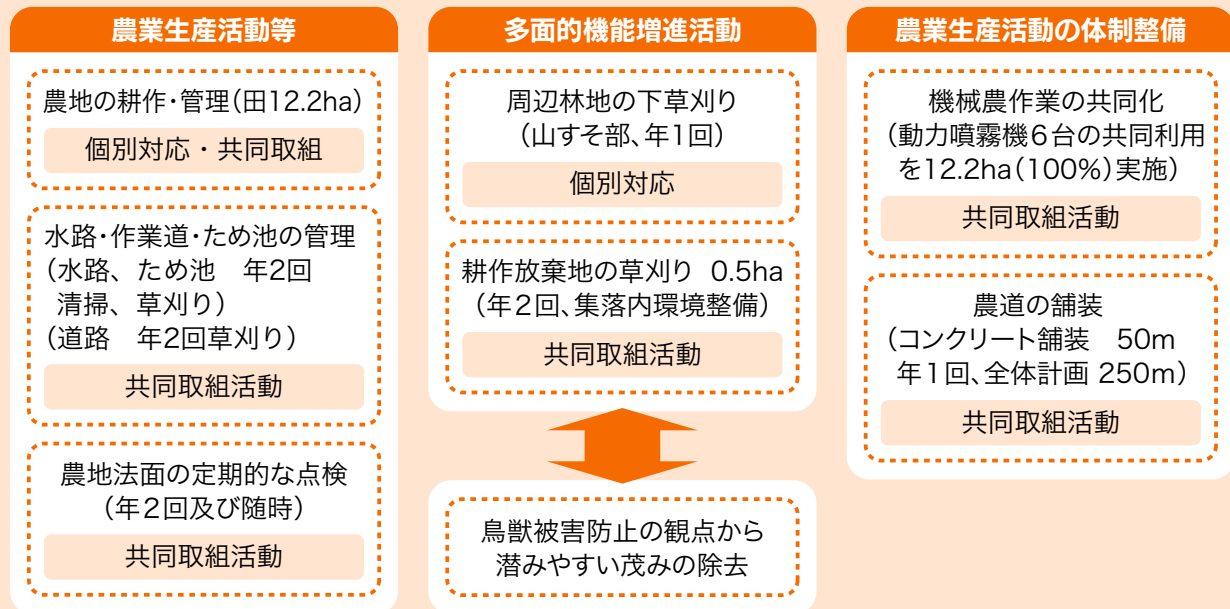 農業生産活動等
農地の耕作・管理(田12.2ha)
個別対応・共同取組
水路・作業道・ため池の管理
(水路、ため池　年2回
清掃、草刈り)
(道路　年2回草刈り)
共同取組活動
農地法面の定期的な点検
(年2回及び随時)
共同取組活動
多面的機能増進活動
周辺林地の下草刈り
(山すそ部、年1回)
個別対応
耕作放棄地の草刈り 0.5ha
(年2回、集落内環境整備)
共同取組活動
鳥獣被害防止の観点から
潜みやすい茂みの除去
農業生産活動の体制整備
機械農作業の共同化
(動力噴霧機6台の共同利用
を12.2ha(100%)実施)
共同取組活動
農道の舗装
(コンクリート舗装　50m
年1回、全体計画 250m)
共同取組活動